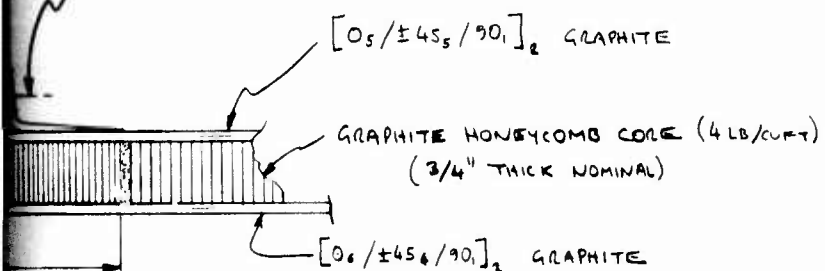 [0₅/±45₅/90₁]₂ GRAPHITE
GRAPHITE HONEYCOMB CORE (4 LB/CUFT)
(3/4" THICK NOMINAL)
[0₆/±45₆/90₁]₂ GRAPHITE